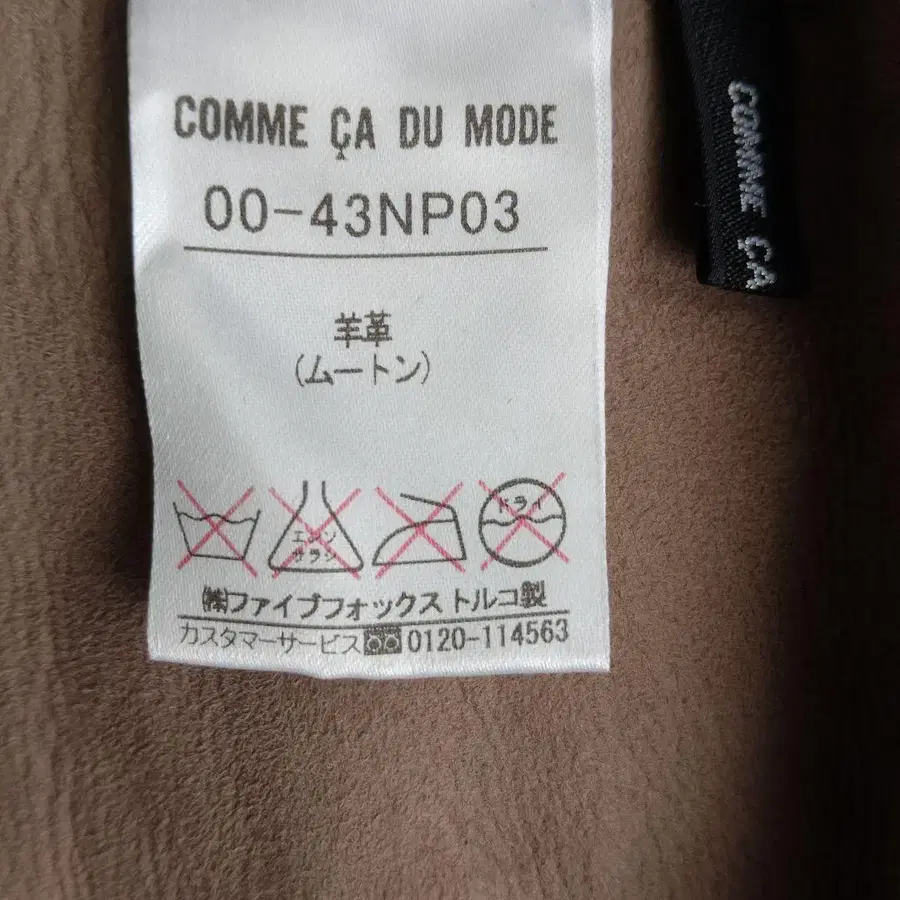 COMME ÇA DU MODE
00-43NP03
羊革
(ムートン)
エンソ
サラシ
ドライ
㈱ファイブフォックス トルコ製
カスタマーサービス 0120-114563
COMME ÇA